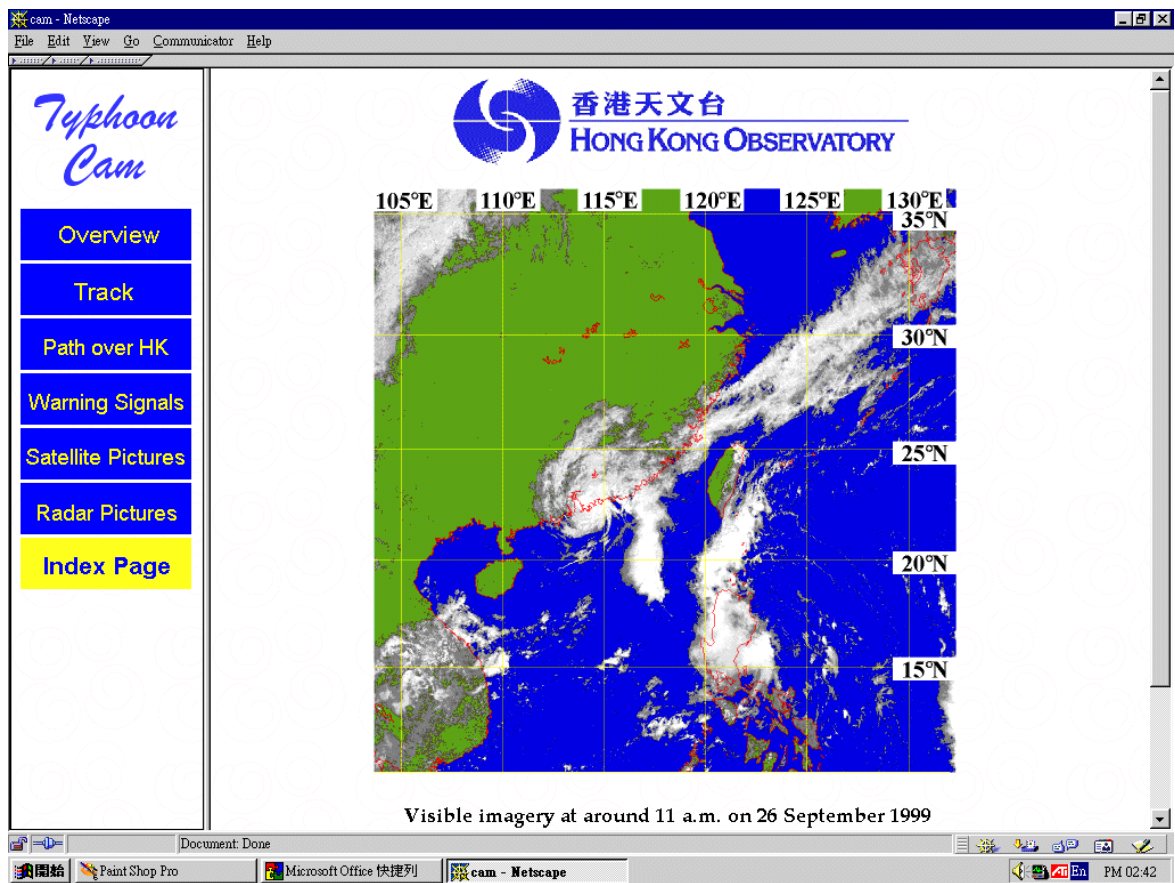 cam - Netscape
File Edit View Go Communicator Help
Typhoon
Cam
Overview
Track
Path over HK
Warning Signals
Satellite Pictures
Radar Pictures
Index Page
香港天文台
HONG KONG OBSERVATORY
105°E 110°E 115°E 120°E 125°E 130°E
35°N
30°N
25°N
20°N
15°N
Visible imagery at around 11 a.m. on 26 September 1999
Document: Done
開始 Paint Shop Pro Microsoft Office 快捷列 cam - Netscape En PM 02:42